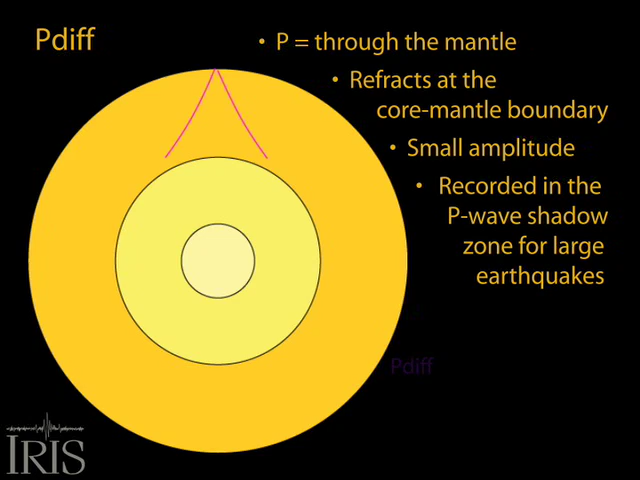 Pdiff
• P = through the mantle
• Refracts at the
core-mantle boundary
• Small amplitude
• Recorded in the
P-wave shadow
zone for large
earthquakes
Pdiff
IRIS